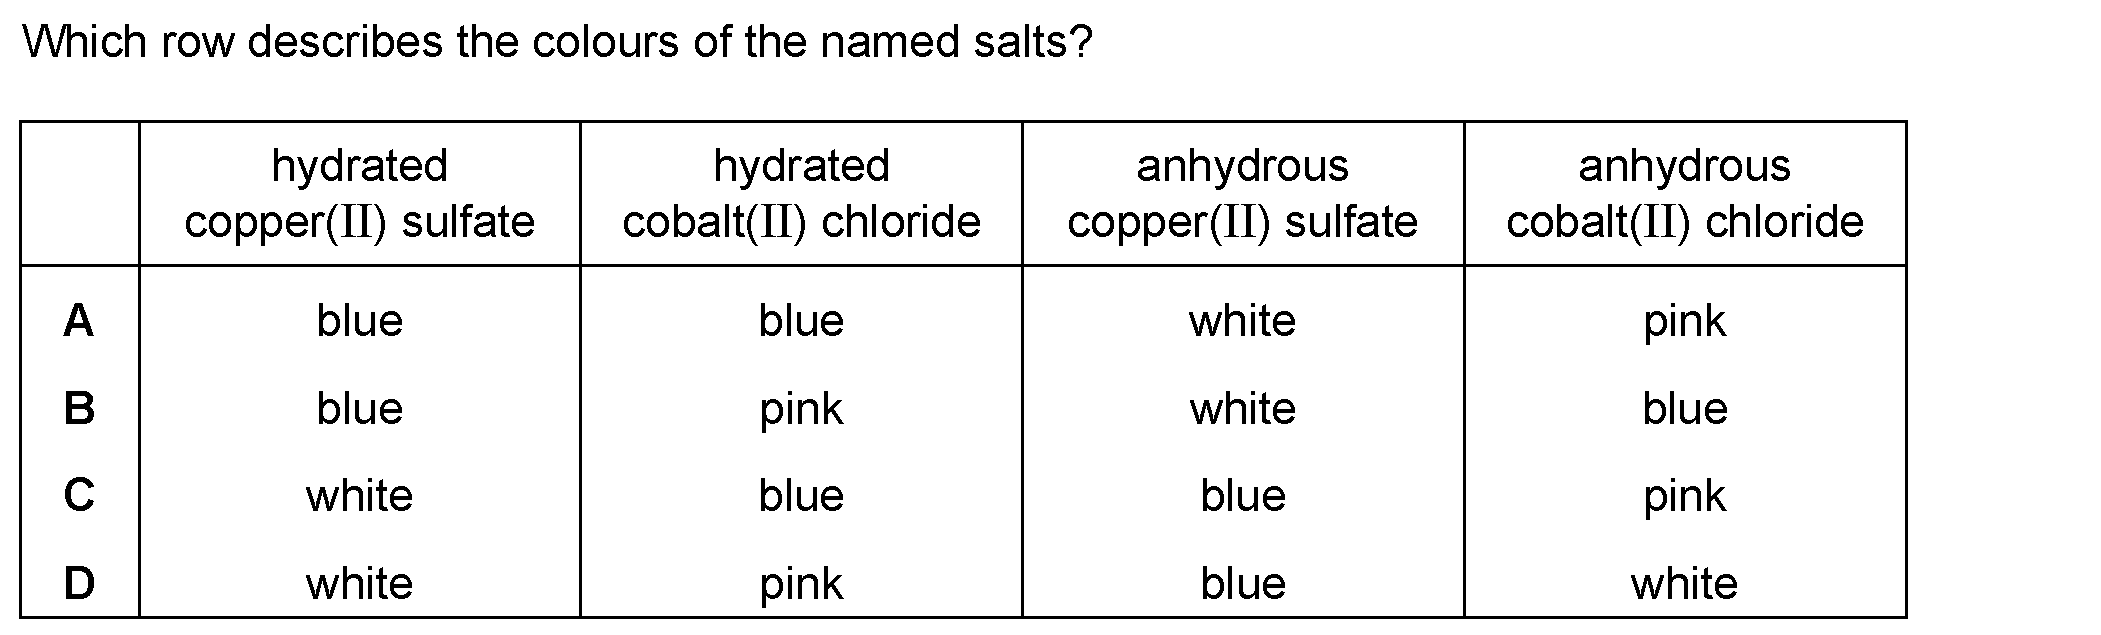 Which row describes the colours of the named salts?
hydrated copper(II) sulfate hydrated cobalt(II) chloride anhydrous copper(II) sulfate anhydrous cobalt(II) chloride
A blue blue white pink
B blue pink white blue
C white blue blue pink
D white pink blue white